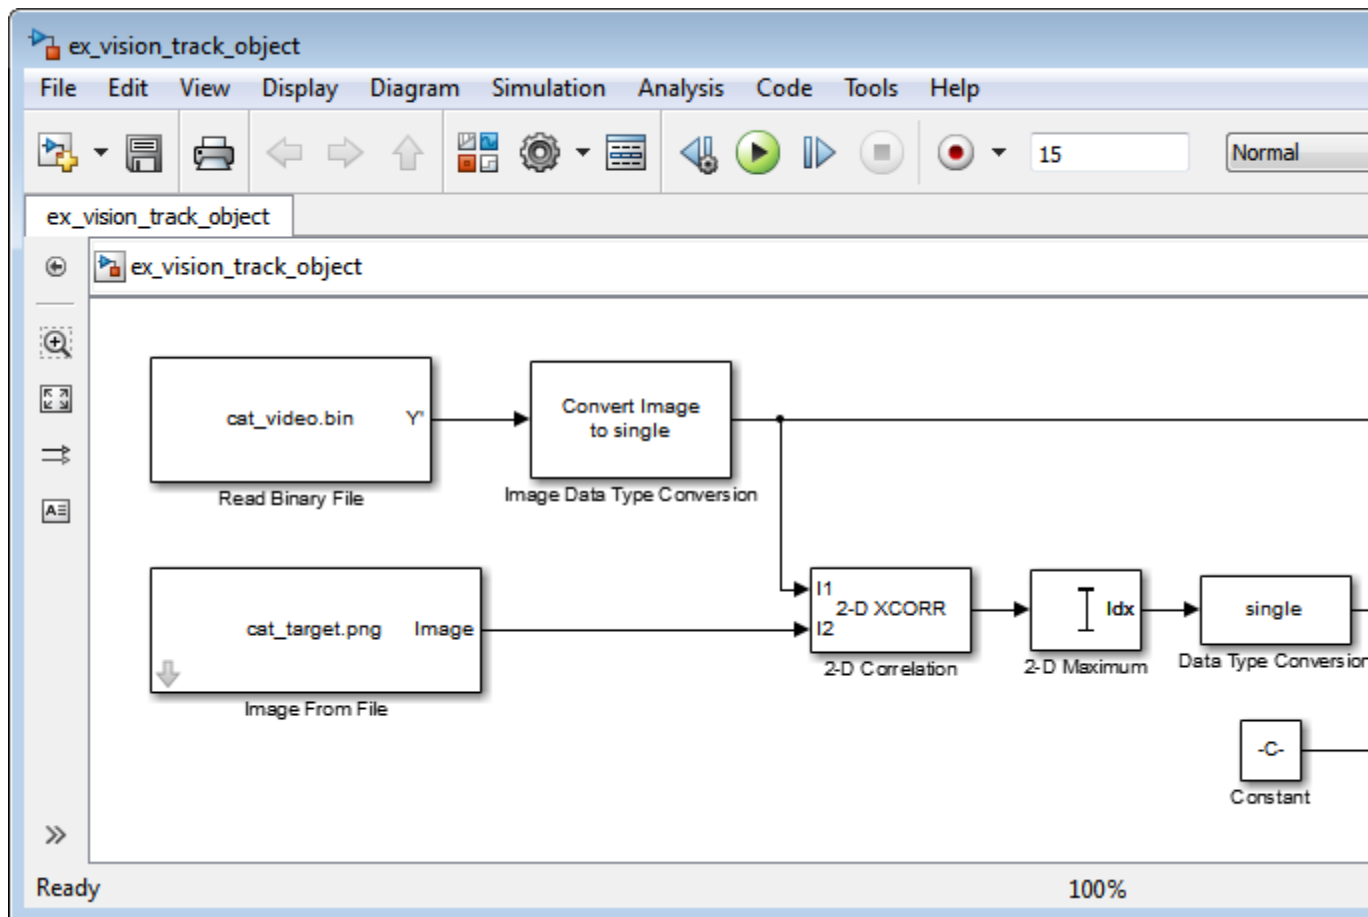 ex_vision_track_object
File Edit View Display Diagram Simulation Analysis Code Tools Help
15 Normal
ex_vision_track_object
ex_vision_track_object
cat_video.bin Y'
Read Binary File
Convert Image
to single
Image Data Type Conversion
cat_target.png Image
Image From File
I1
2-D XCORR
I2
2-D Correlation
Idx
2-D Maximum
single
Data Type Conversion
-C-
Constant
Ready 100%